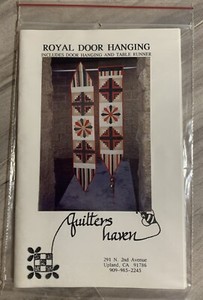 ROYAL DOOR HANGING
INCLUDES DOOR HANGING AND TABLE RUNNER
quilters
haven
291 N. 2nd Avenue
Upland, CA 91786
909-985-2245